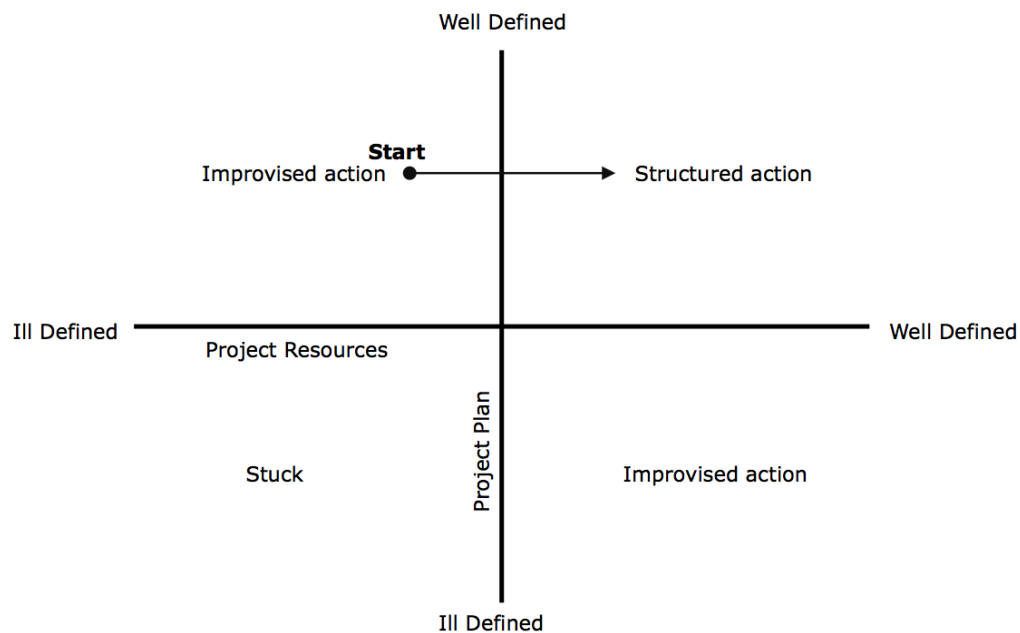 Well Defined
Start
Improvised action
Structured action
Ill Defined
Well Defined
Project Resources
Project Plan
Stuck
Improvised action
Ill Defined